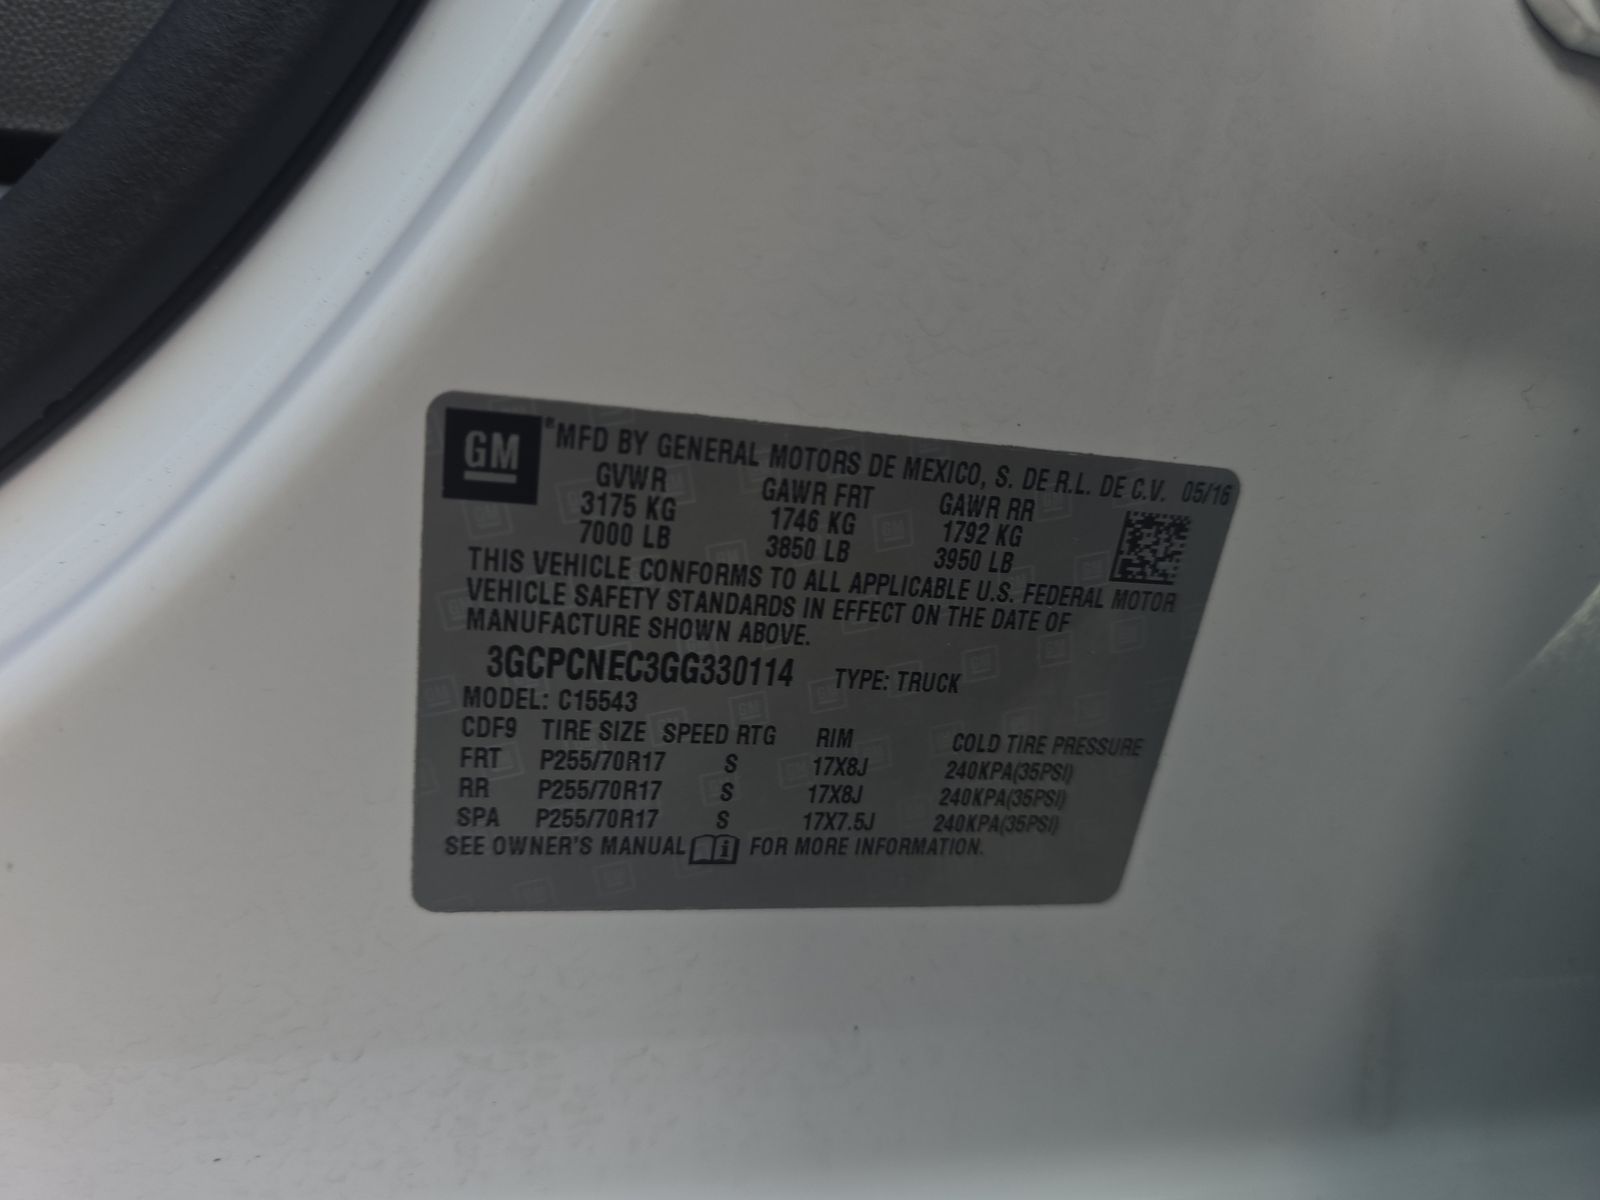 GM ®MFD BY GENERAL MOTORS DE MEXICO, S. DE R.L. DE C.V. 05/16
GVWR GAWR FRT GAWR RR
3175 KG 1746 KG 1792 KG
7000 LB 3850 LB 3950 LB
THIS VEHICLE CONFORMS TO ALL APPLICABLE U.S. FEDERAL MOTOR
VEHICLE SAFETY STANDARDS IN EFFECT ON THE DATE OF
MANUFACTURE SHOWN ABOVE.
3GCPCNEC3GG330114 TYPE: TRUCK
MODEL: C15543
CDF9 TIRE SIZE SPEED RTG RIM COLD TIRE PRESSURE
FRT P255/70R17 S 17X8J 240KPA(35PSI)
RR P255/70R17 S 17X8J 240KPA(35PSI)
SPA P255/70R17 S 17X7.5J 240KPA(35PSI)
SEE OWNER'S MANUAL FOR MORE INFORMATION.